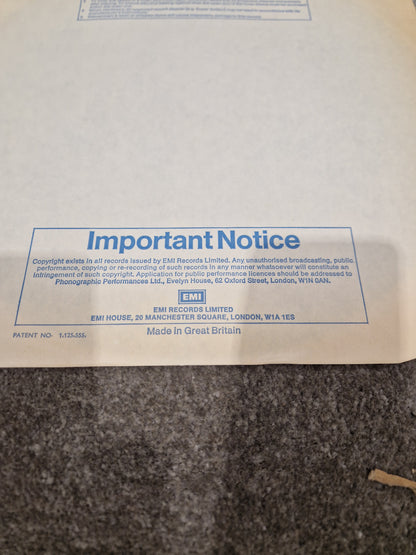 Important Notice
Copyright exists in all records issued by EMI Records Limited. Any unauthorised broadcasting, public
performance, copying or re-recording of such records in any manner whatsoever will constitute an
infringement of such copyright. Application for public performance licences should be addressed to
Phonographic Performances Ltd., Evelyn House, 62 Oxford Street, London, W1N 0AN.
EMI
EMI RECORDS LIMITED
EMI HOUSE, 20 MANCHESTER SQUARE, LONDON, W1A 1ES
PATENT NO- 1.125.555.
Made in Great Britain